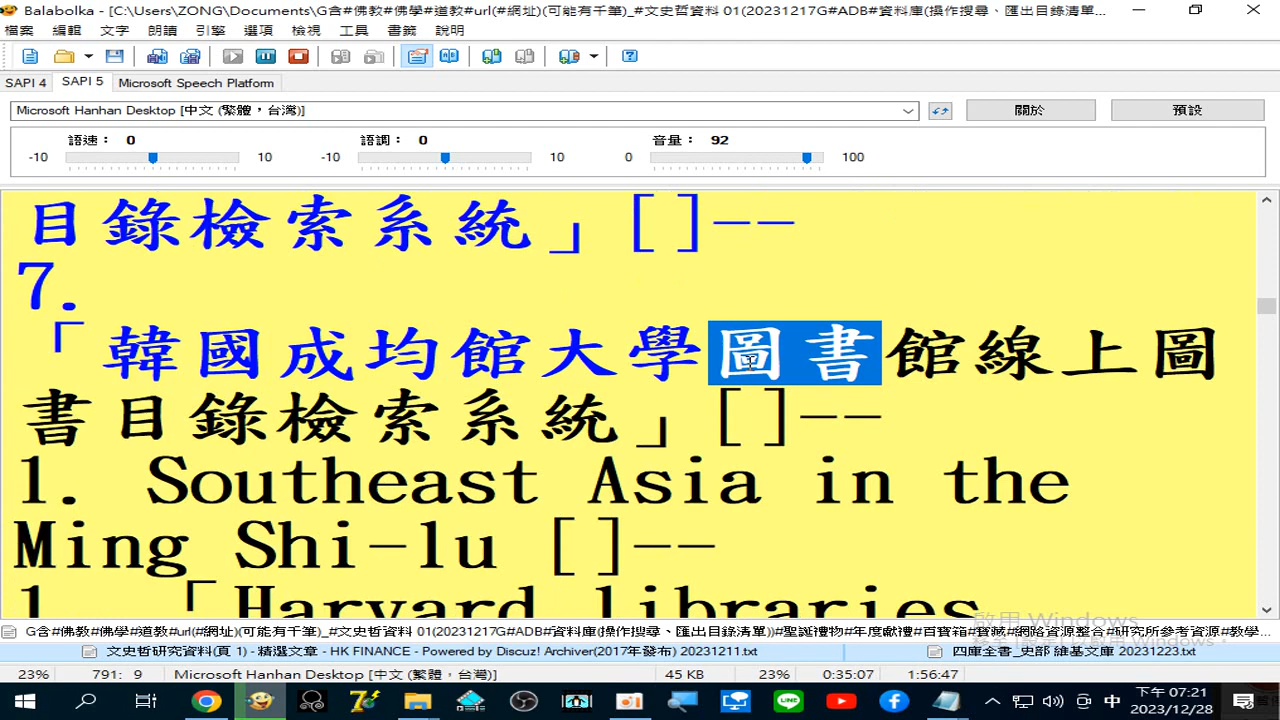 Balabolka - [C:\Users\ZONG\Documents\G含#佛教#佛學#道教#url(#網址)(可能有千筆)_#文史哲資料 01(20231217G#ADB#資料庫(操作搜尋、匯出目錄清單...
檔案 編輯 文字 朗讀 引擎 選項 檢視 工具 書籤 說明
SAPI 4 SAPI 5 Microsoft Speech Platform
Microsoft Hanhan Desktop [中文 (繁體，台灣)] 關於 預設
語速： 0 語調： 0 音量： 92
-10 10 -10 10 0 100
目錄檢索系統」[]--
7.
「韓國成均館大學圖書館線上圖
書目錄檢索系統」[]--
1. Southeast Asia in the
Ming Shi-lu []--
1. 「Harvard libraries
啟用 Windows
G含#佛教#佛學#道教#url(#網址)(可能有千筆)_#文史哲資料 01(20231217G#ADB#資料庫(操作搜尋、匯出目錄清單))#聖誕禮物#年度獻禮#百寶箱#寶城#網路資源整合#研究所參考資源#教學...
文史哲研究資料(頁 1) - 精選文章 - HK FINANCE - Powered by Discuz! Archiver(2017年發布) 20231211.txt 四庫全書_史部 維基文庫 20231223.txt
23% 791: 9 Microsoft Hanhan Desktop [中文 (繁體，台灣)] 45 KB 23% 0:35:07 1:56:47
中 下午 07:21
2023/12/28